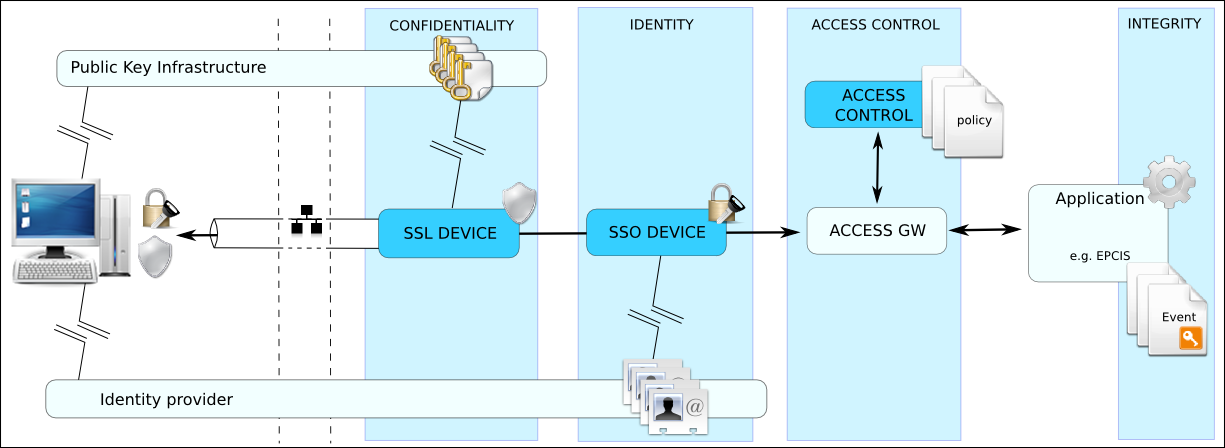 CONFIDENTIALITY
IDENTITY
ACCESS CONTROL
INTEGRITY
Public Key Infrastructure
ACCESS
CONTROL
policy
Application
SSL DEVICE
SSO DEVICE
ACCESS GW
e.g. EPCIS
Event
Identity provider
@